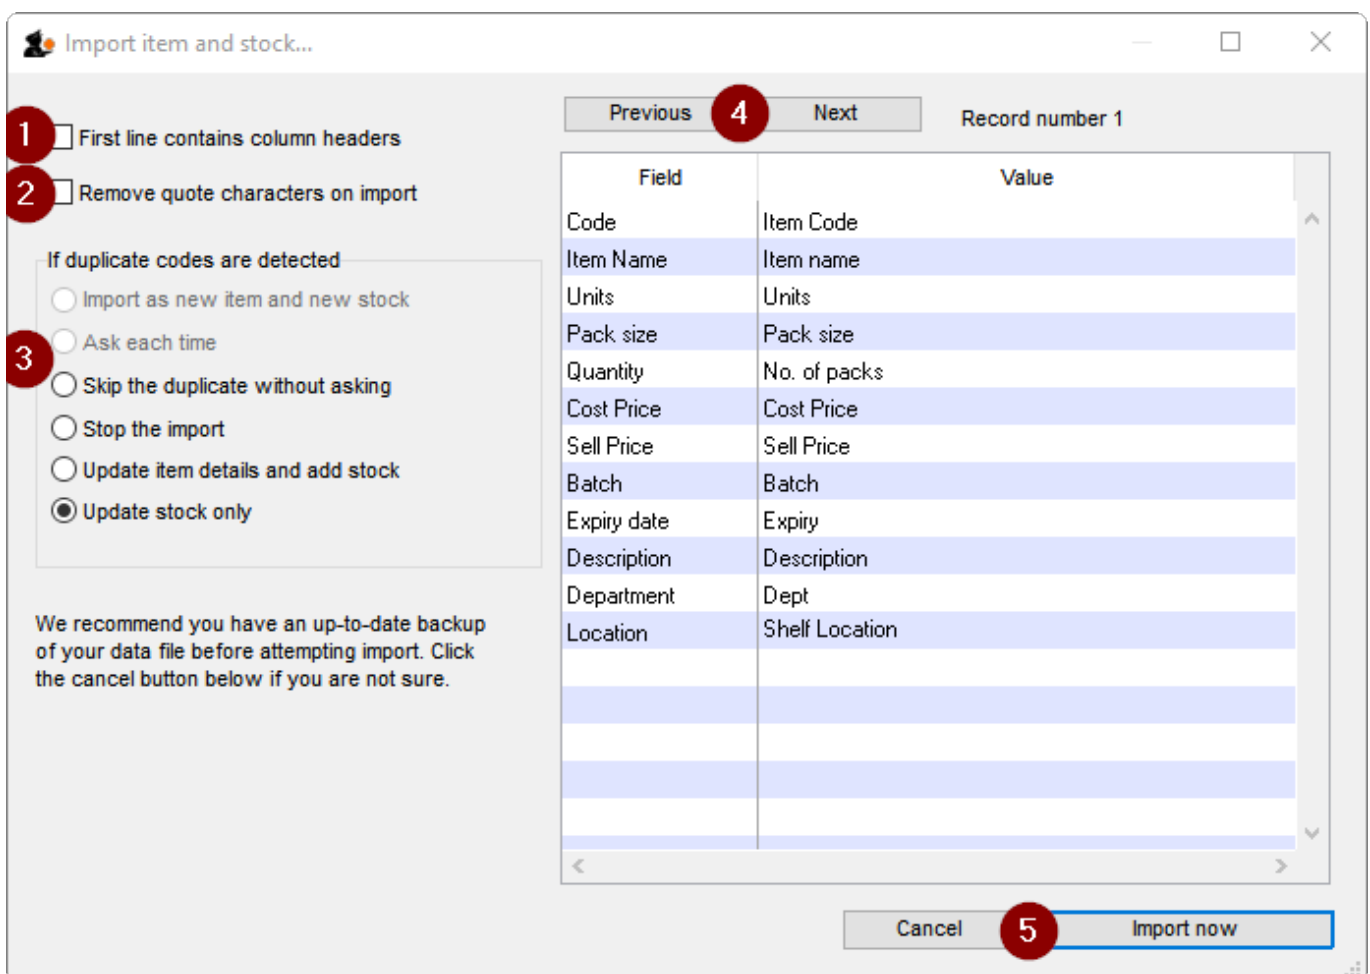 Import item and stock...
1 First line contains column headers
2 Remove quote characters on import
If duplicate codes are detected
Import as new item and new stock
Ask each time
3
Skip the duplicate without asking
Stop the import
Update item details and add stock
Update stock only
We recommend you have an up-to-date backup
of your data file before attempting import. Click
the cancel button below if you are not sure.
Previous 4 Next Record number 1
Field Value
Code Item Code
Item Name Item name
Units Units
Pack size Pack size
Quantity No. of packs
Cost Price Cost Price
Sell Price Sell Price
Batch Batch
Expiry date Expiry
Description Description
Department Dept
Location Shelf Location
Cancel 5 Import now